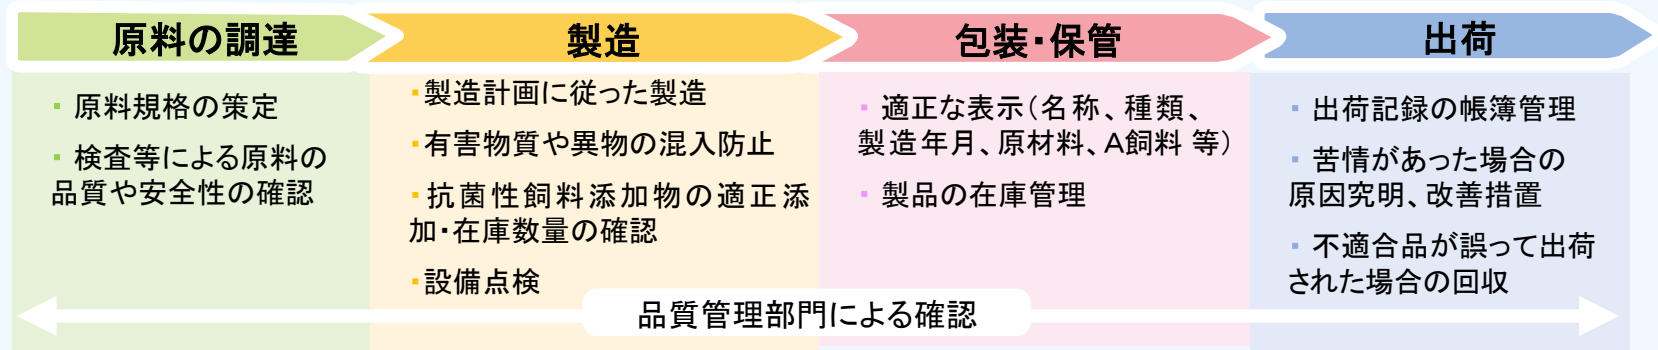 原料の調達
製造
包装・保管
出荷
・ 原料規格の策定
・ 検査等による原料の
品質や安全性の確認
・製造計画に従った製造
・有害物質や異物の混入防止
・抗菌性飼料添加物の適正添
加・在庫数量の確認
・設備点検
・ 適正な表示（名称、種類、
製造年月、原材料、A飼料 等）
・ 製品の在庫管理
・ 出荷記録の帳簿管理
・ 苦情があった場合の
原因究明、改善措置
・ 不適合品が誤って出荷
された場合の回収
品質管理部門による確認